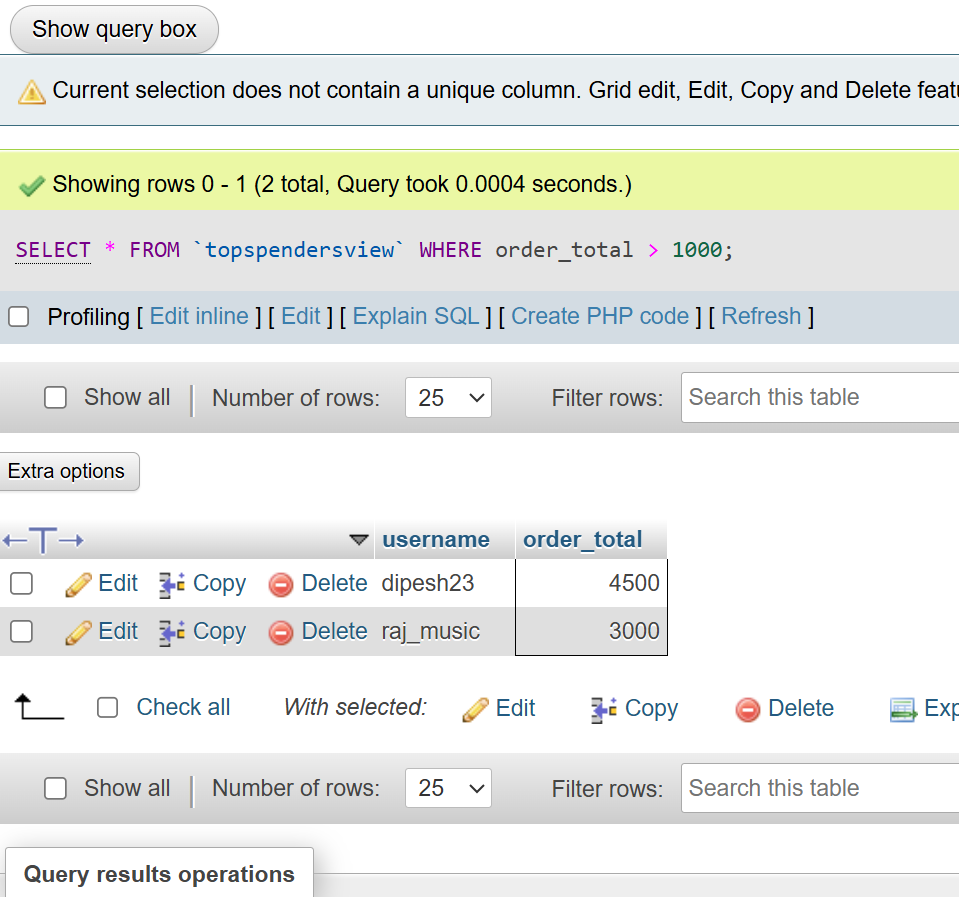 Show query box
Current selection does not contain a unique column. Grid edit, Edit, Copy and Delete
Showing rows 0 - 1 (2 total, Query took 0.0004 seconds.)
SELECT * FROM `topspendersview` WHERE order_total > 1000;
Profiling [ Edit inline ] [ Edit ] [ Explain SQL ] [ Create PHP code ] [ Refresh ]
Show all Number of rows: 25 Filter rows: Search this table
Extra options
username order_total
Edit Copy Delete dipesh23 4500
Edit Copy Delete raj_music 3000
Check all With selected: Edit Copy Delete
Show all Number of rows: 25 Filter rows: Search this table
Query results operations